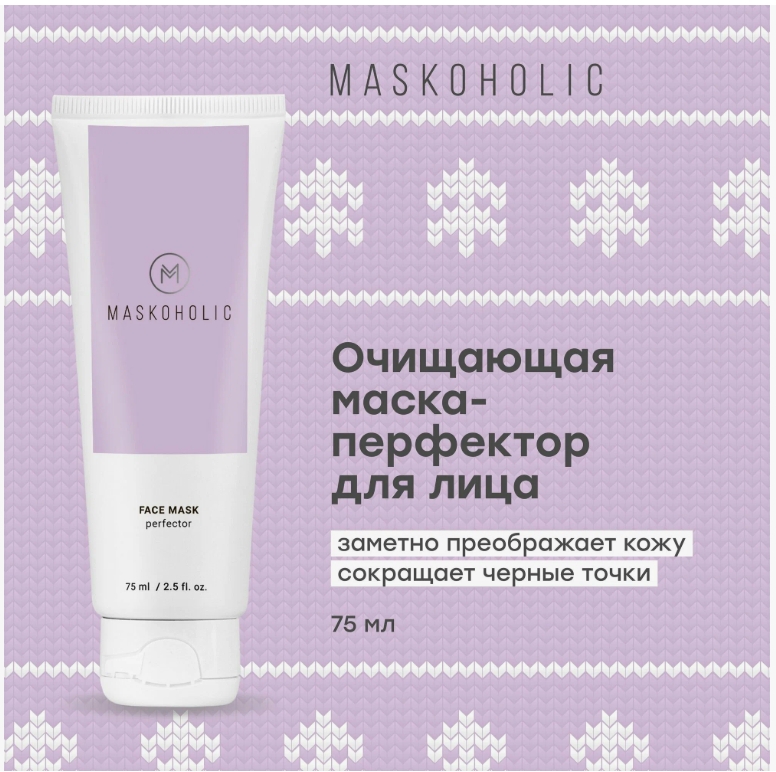 MASKOHOLIC
M
MASKOHOLIC
FACE MASK
perfector
75 ml / 2.5 fl. oz.
Очищающая
маска-
перфектор
для лица
заметно преображает кожу
сокращает черные точки
75 мл